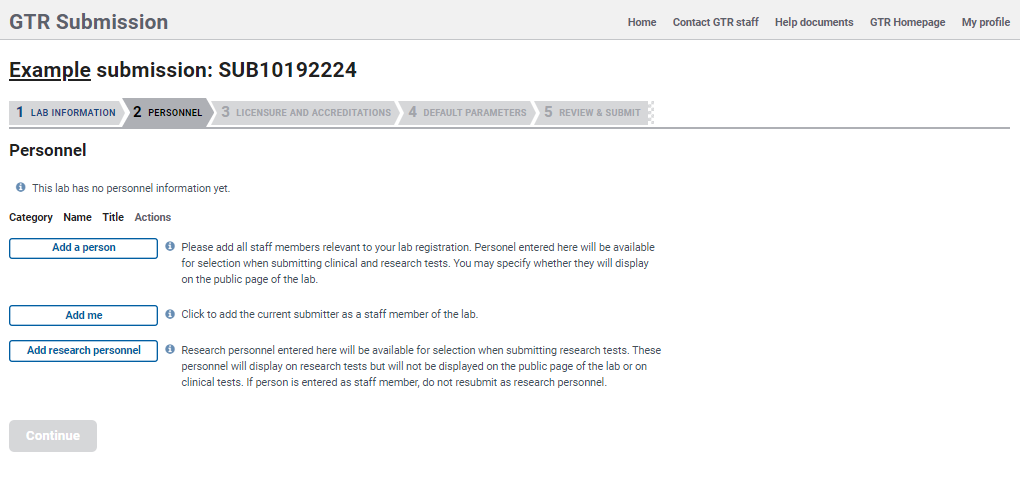 GTR Submission
Home Contact GTR staff Help documents GTR Homepage My profile
Example submission: SUB10192224
1 LAB INFORMATION 2 PERSONNEL 3 LICENSURE AND ACCREDITATIONS 4 DEFAULT PARAMETERS 5 REVIEW & SUBMIT
Personnel
This lab has no personnel information yet.
Category Name Title Actions
Add a person
Please add all staff members relevant to your lab registration. Personel entered here will be available
for selection when submitting clinical and research tests. You may specify whether they will display
on the public page of the lab.
Add me
Click to add the current submitter as a staff member of the lab.
Add research personnel
Research personnel entered here will be available for selection when submitting research tests. These
personnel will display on research tests but will not be displayed on the public page of the lab or on
clinical tests. If person is entered as staff member, do not resubmit as research personnel.
Continue